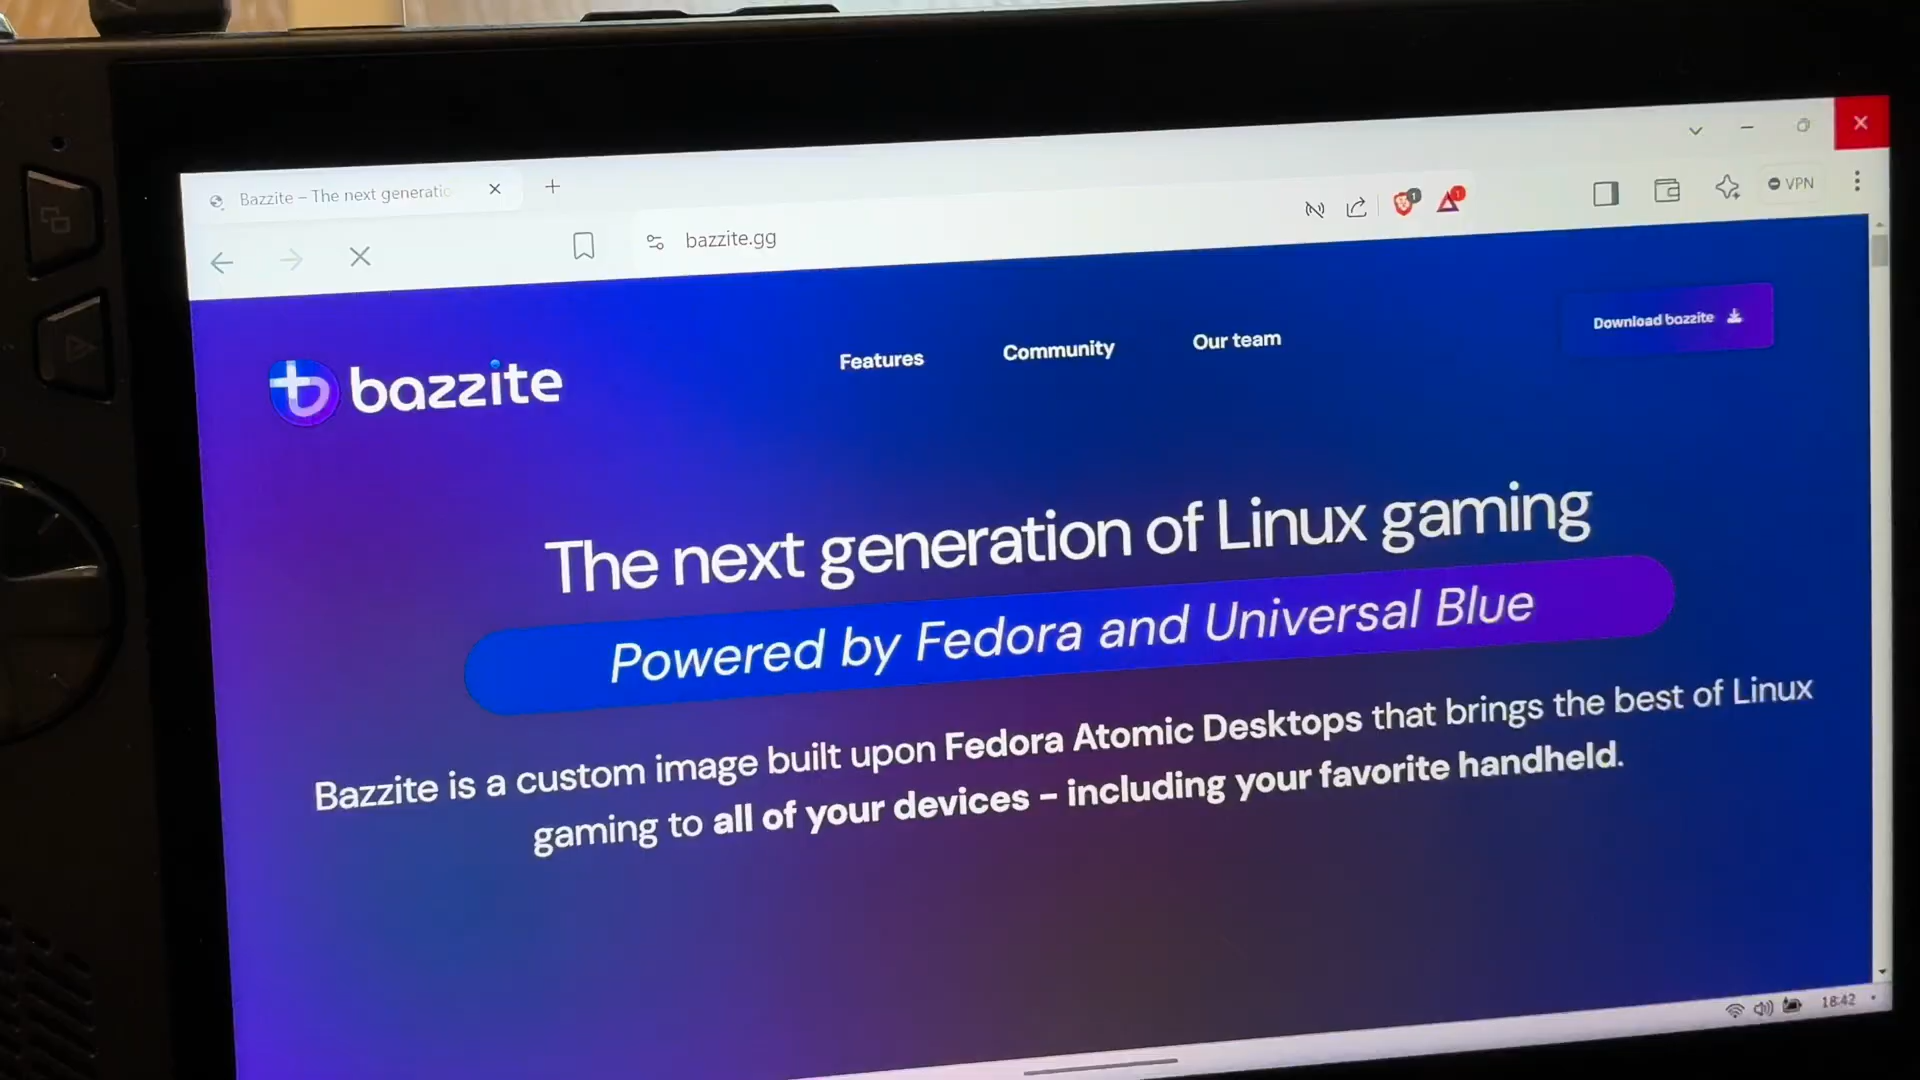 Bazzite – The next generatio
VPN
bazzite.gg
1
1
bazzite
Features
Community
Our team
Download bazzite
The next generation of Linux gaming
Powered by Fedora and Universal Blue
Bazzite is a custom image built upon Fedora Atomic Desktops that brings the best of Linux
gaming to all of your devices – including your favorite handheld.
18:42